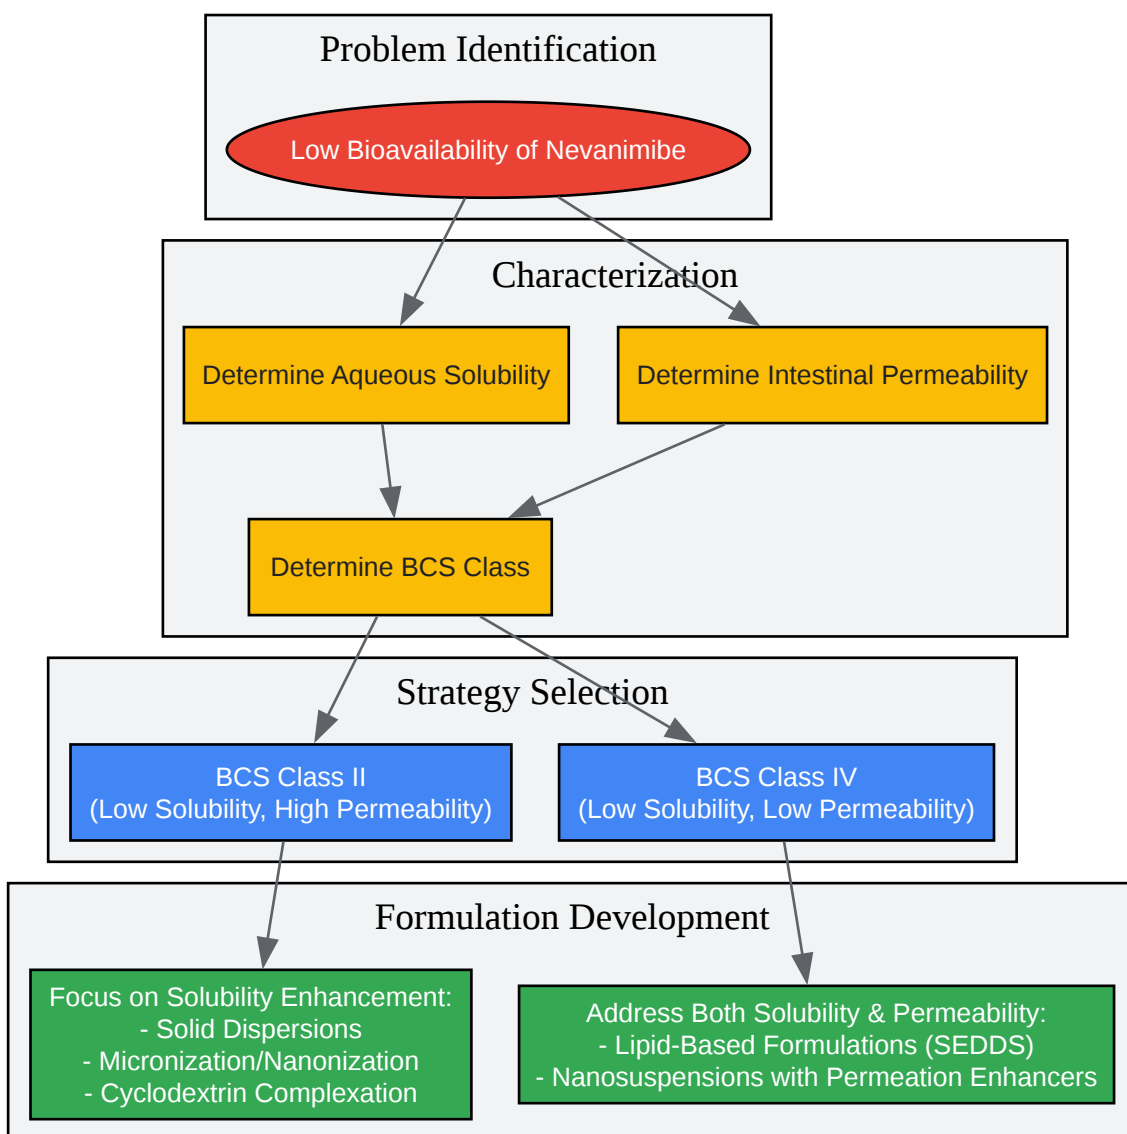 Problem Identification
Low Bioavailability of Nevanimibe
Characterization
Determine Aqueous Solubility
Determine Intestinal Permeability
Determine BCS Class
Strategy Selection
BCS Class II
(Low Solubility, High Permeability)
BCS Class IV
(Low Solubility, Low Permeability)
Formulation Development
Focus on Solubility Enhancement:
- Solid Dispersions
- Micronization/Nanonization
- Cyclodextrin Complexation
Address Both Solubility & Permeability:
- Lipid-Based Formulations (SEDDS)
- Nanosuspensions with Permeation Enhancers